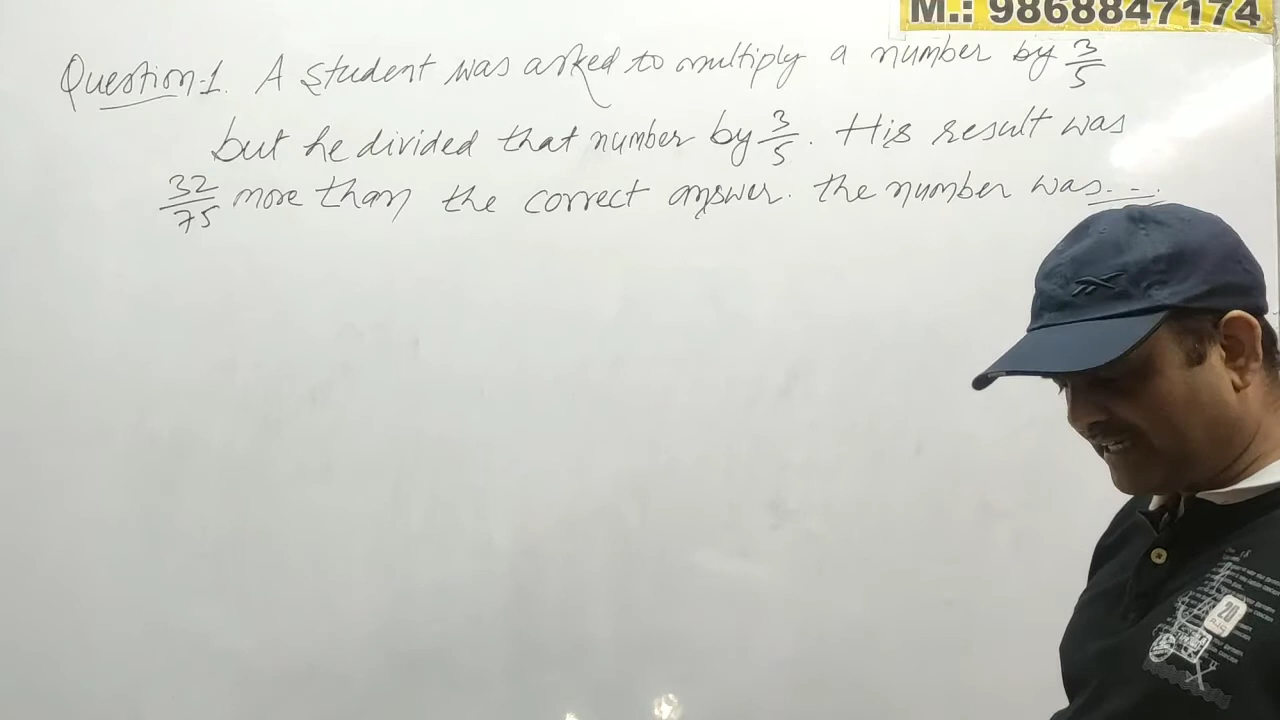 M.: 9868847174
Question-1. A student was asked to multiply a number by 3/5
but he divided that number by 3/5. His result was
32/75 more than the correct answer. the number was....
20